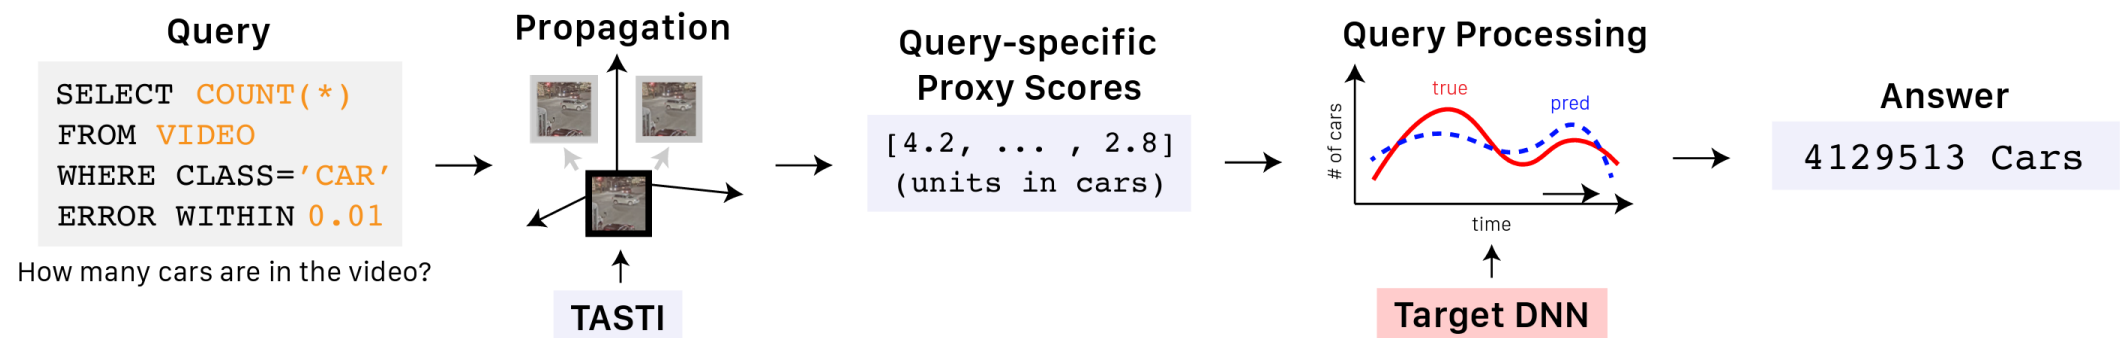 Query
SELECT COUNT(*)
FROM VIDEO
WHERE CLASS='CAR'
ERROR WITHIN 0.01
How many cars are in the video?
Propagation
TASTI
Query-specific
Proxy Scores
[4.2, ... , 2.8]
(units in cars)
Query Processing
# of cars
true
pred
time
Target DNN
Answer
4129513 Cars